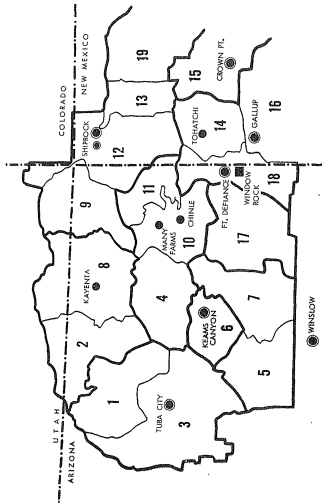 COLORADO
NEW MEXICO
UTAH
ARIZONA
19
13
15
CROWN PT.
SHIPROCK
12
TOHATCHI
14
GALLUP
16
9
11
MANY
FARMS
CHINLE
10
FT. DEFIANCE
WINDOW
ROCK
18
17
KAYENTA
8
4
KEAMS
CANYON
6
7
2
1
TUBA CITY
3
5
WINSLOW